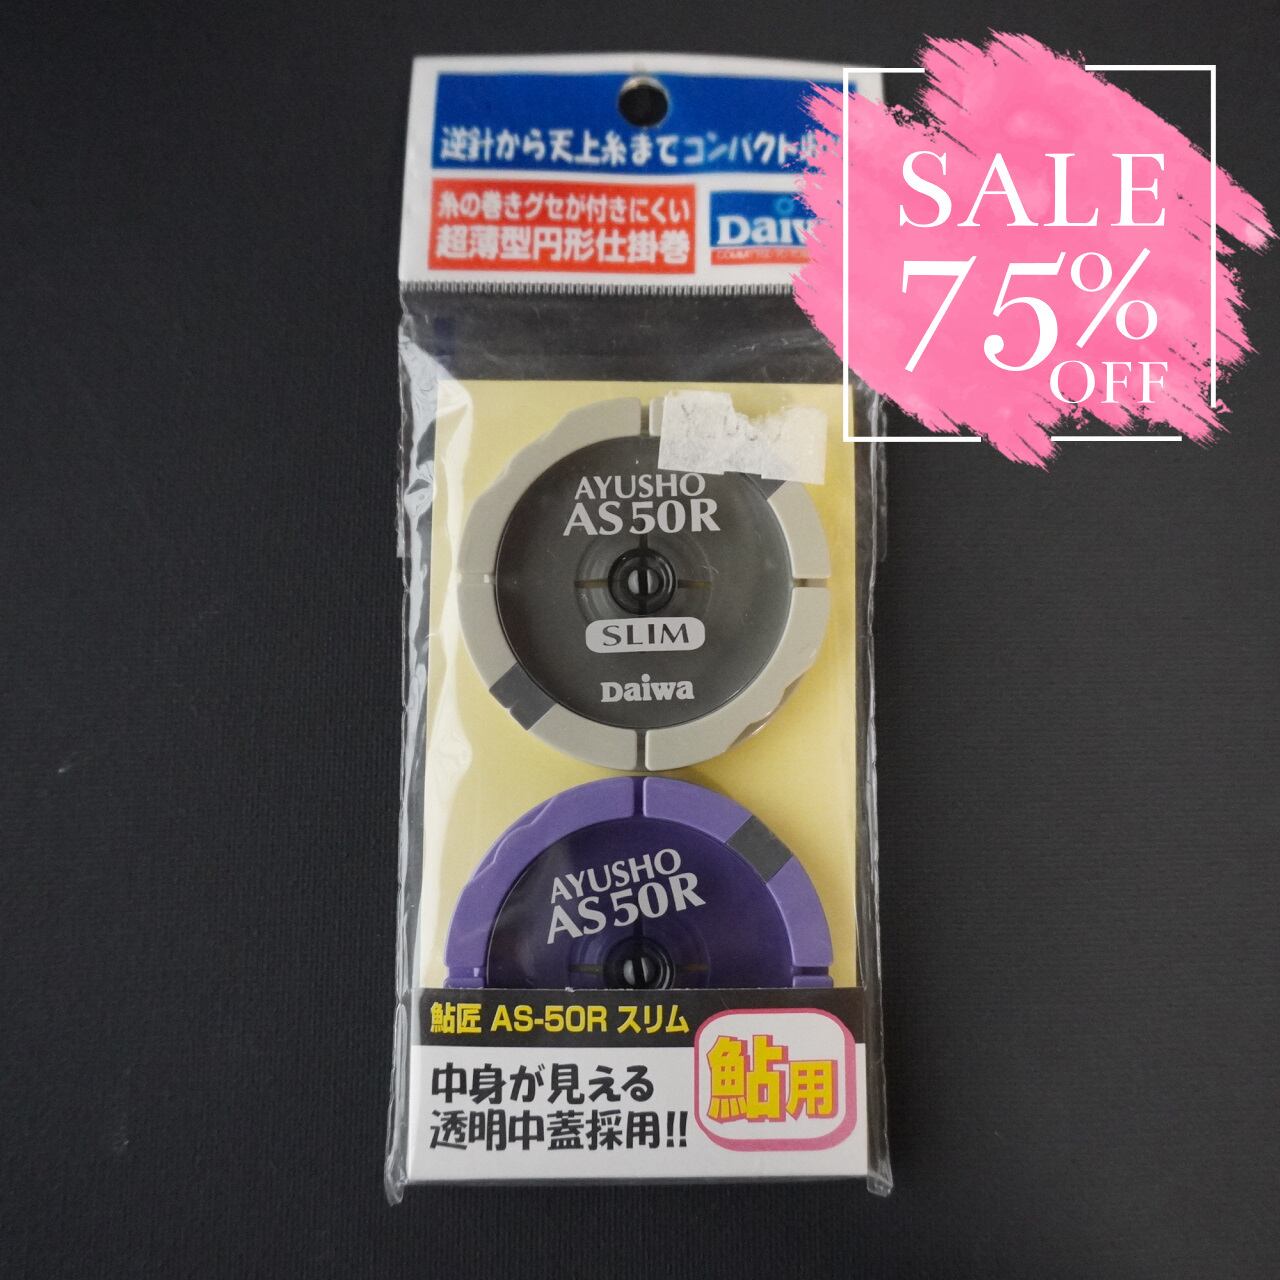 逆針から天上糸までコンパクト
糸の巻きグセが付きにくい
超薄型円形仕掛巻
SALE
75%
OFF
AYUSHO
AS50R
SLIM
Daiwa
AYUSHO
AS50R
鮎匠 AS-50R スリム
中身が見える
透明中蓋採用!!
鮎用